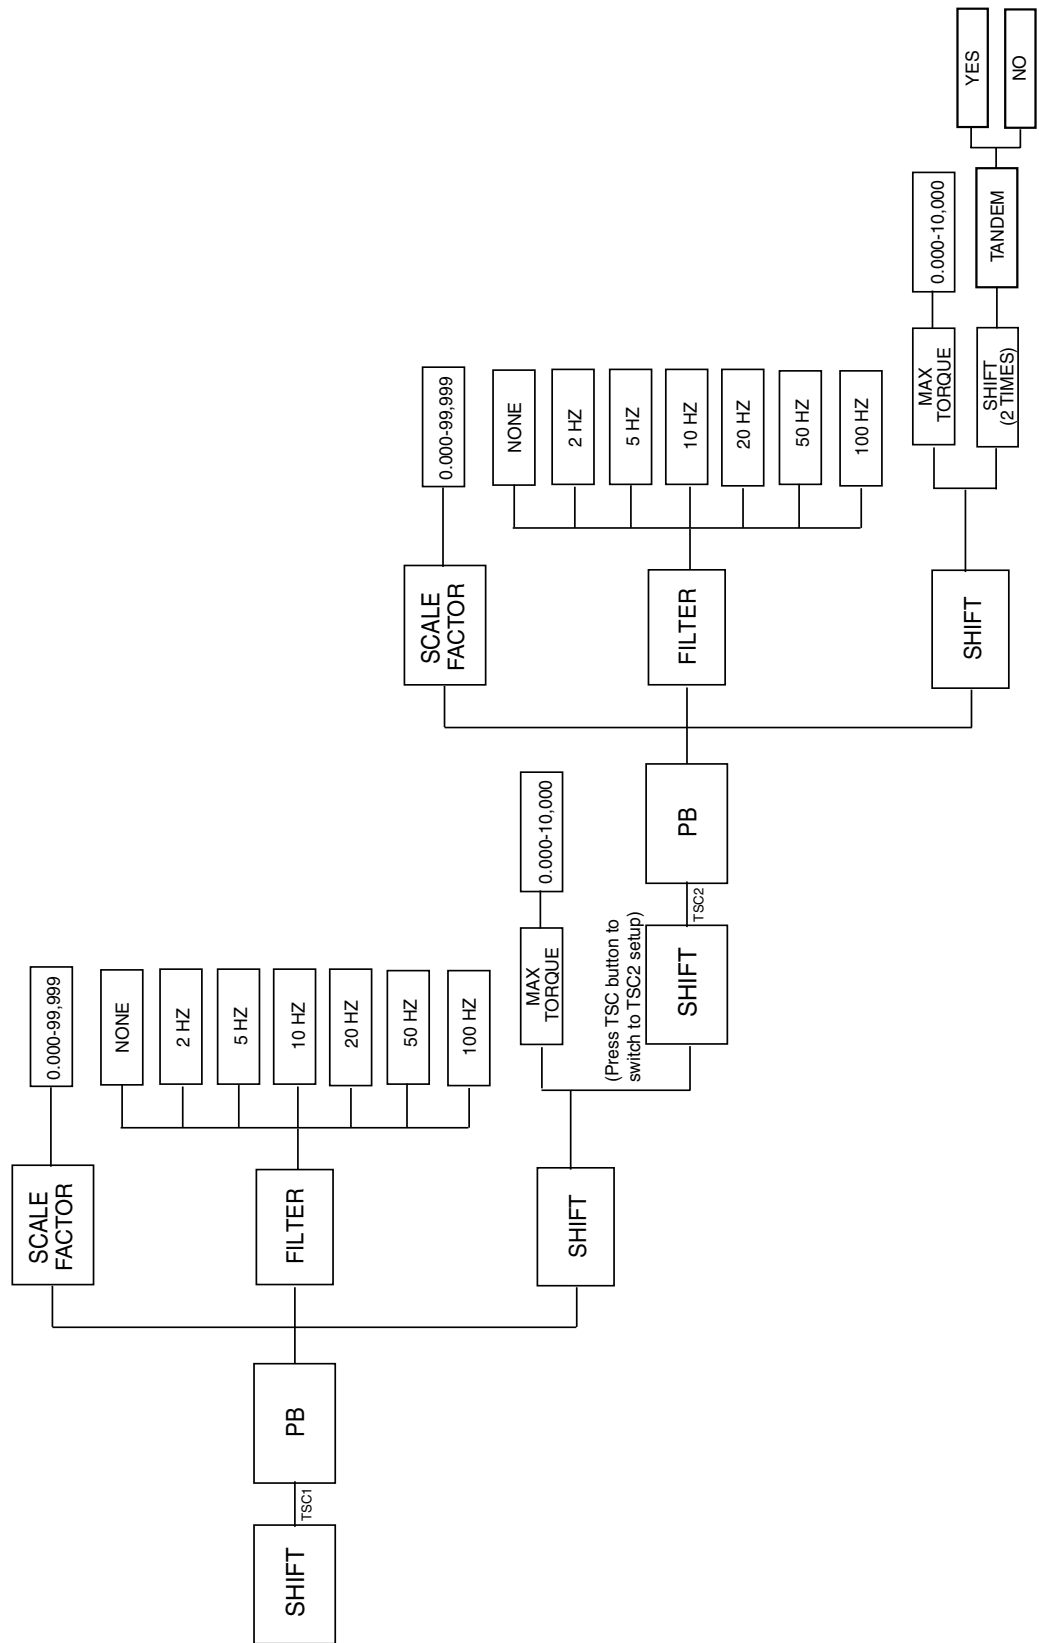 SHIFT
TSC1
PB
SCALE
FACTOR
0.000-99,999
FILTER
NONE
2 HZ
5 HZ
10 HZ
20 HZ
50 HZ
100 HZ
SHIFT
MAX
TORQUE
0.000-10,000
(Press TSC button to
switch to TSC2 setup)
SHIFT
TSC2
PB
SCALE
FACTOR
0.000-99,999
FILTER
NONE
2 HZ
5 HZ
10 HZ
20 HZ
50 HZ
100 HZ
SHIFT
MAX
TORQUE
0.000-10,000
SHIFT
(2 TIMES)
TANDEM
YES
NO